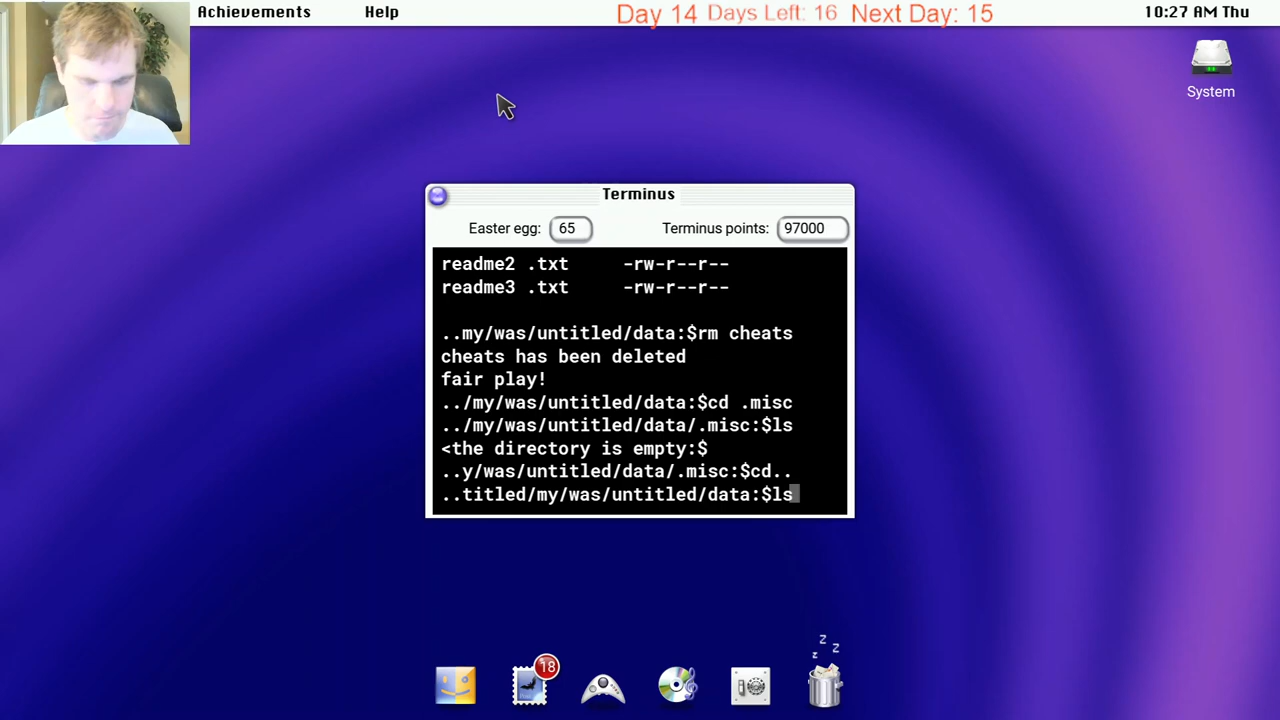 Achievements Help Day 14 Days Left: 16 Next Day: 15 10:27 AM Thu
System
Terminus
Easter egg: 65 Terminus points: 97000
readme2 .txt -rw-r--r--
readme3 .txt -rw-r--r--
..my/was/untitled/data:$rm cheats
cheats has been deleted
fair play!
../my/was/untitled/data:$cd .misc
../my/was/untitled/data/.misc:$ls
<the directory is empty:$
..y/was/untitled/data/.misc:$cd..
..titled/my/was/untitled/data:$ls
z
z z
18